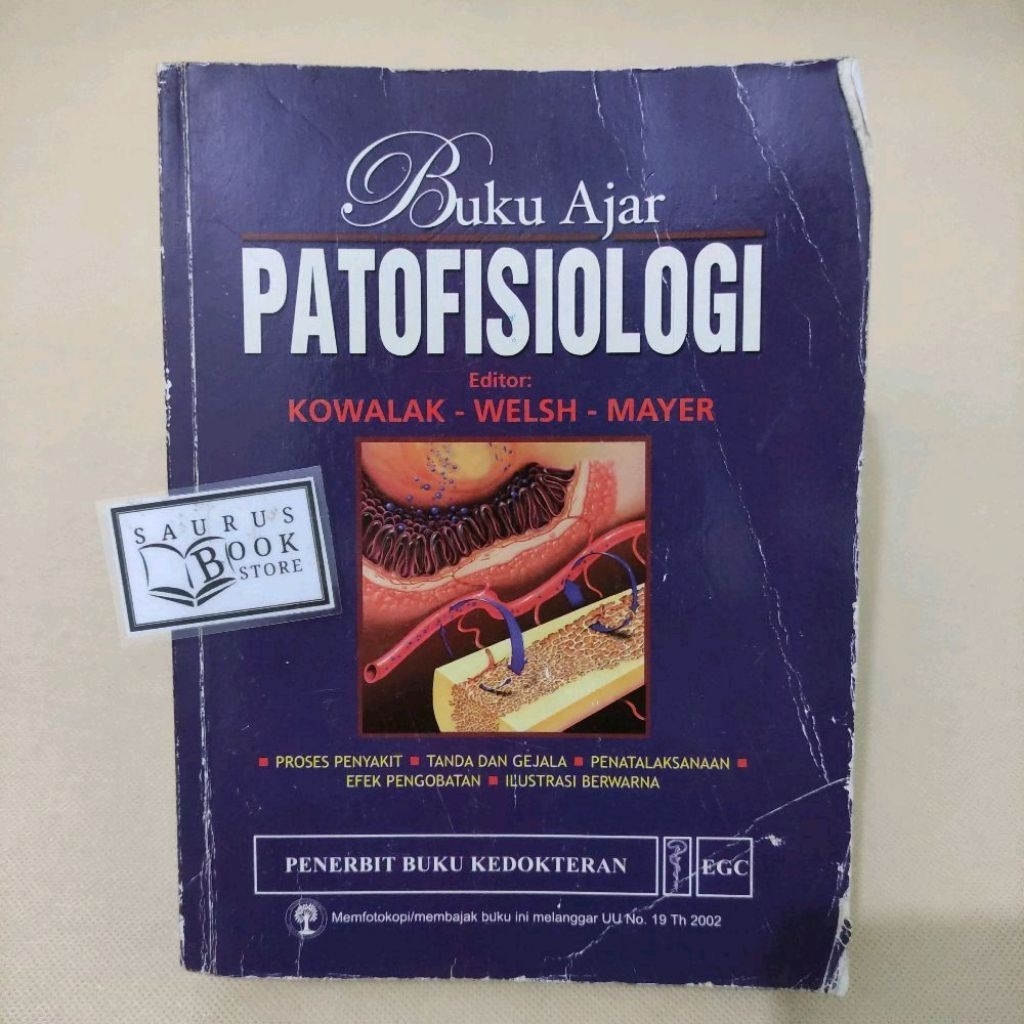 Buku Ajar
PATOFISIOLOGI
Editor:
KOWALAK - WELSH - MAYER
SAURUS
BOOK
STORE
PROSES PENYAKIT ▪ TANDA DAN GEJALA ▪ PENATALAKSANAAN
EFEK PENGOBATAN ▪ ILUSTRASI BERWARNA
PENERBIT BUKU KEDOKTERAN EGC
Memfotokopi/membajak buku ini melanggar UU No. 19 Th 2002